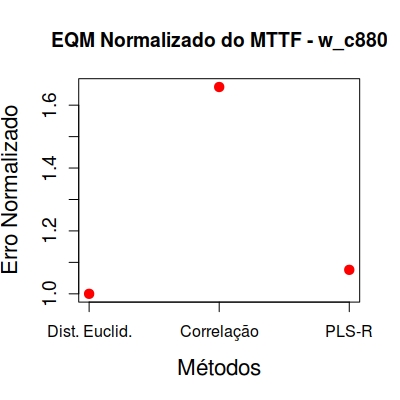 EQM Normalizado do MTTF - w_c880
Erro Normalizado
1.6
1.4
1.2
1.0
Dist. Euclid. Correlação PLS-R
Métodos